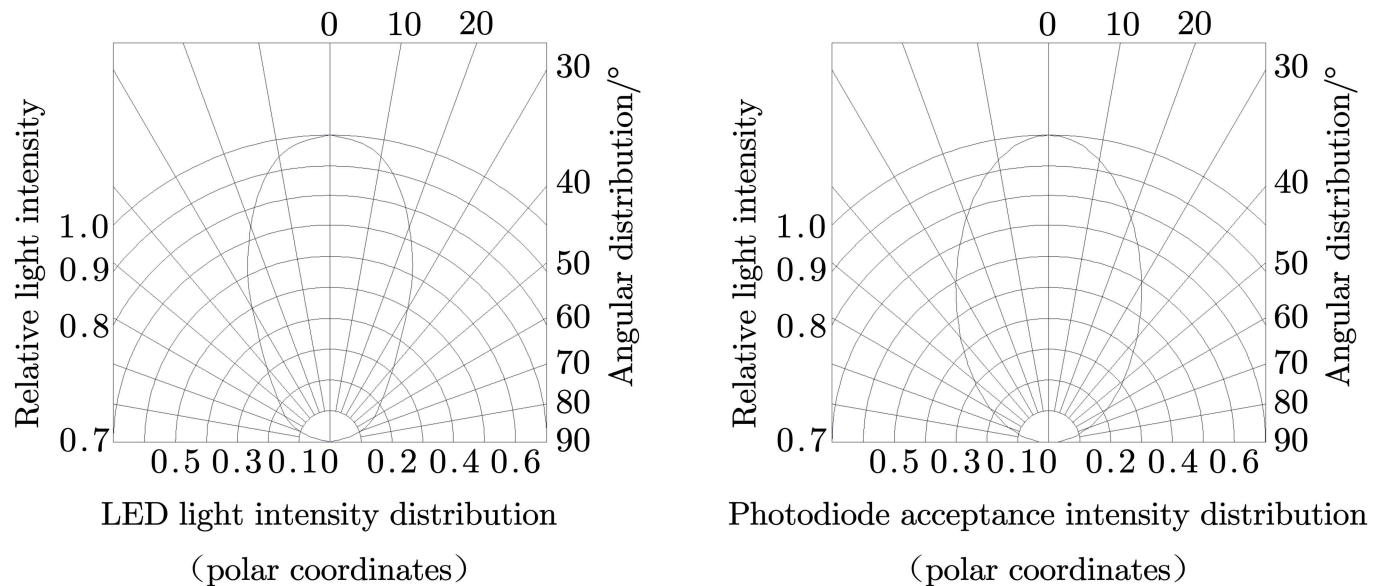 0 10 20
30
40
50
60
70
80
90
Angular distribution/°
Relative light intensity
1.0
0.9
0.8
0.7
0.5 0.3 0.1 0 0.2 0.4 0.6
LED light intensity distribution
（polar coordinates）
0 10 20
30
40
50
60
70
80
90
Angular distribution/°
Relative light intensity
1.0
0.9
0.8
0.7
0.5 0.3 0.1 0 0.2 0.4 0.6
Photodiode acceptance intensity distribution
（polar coordinates）